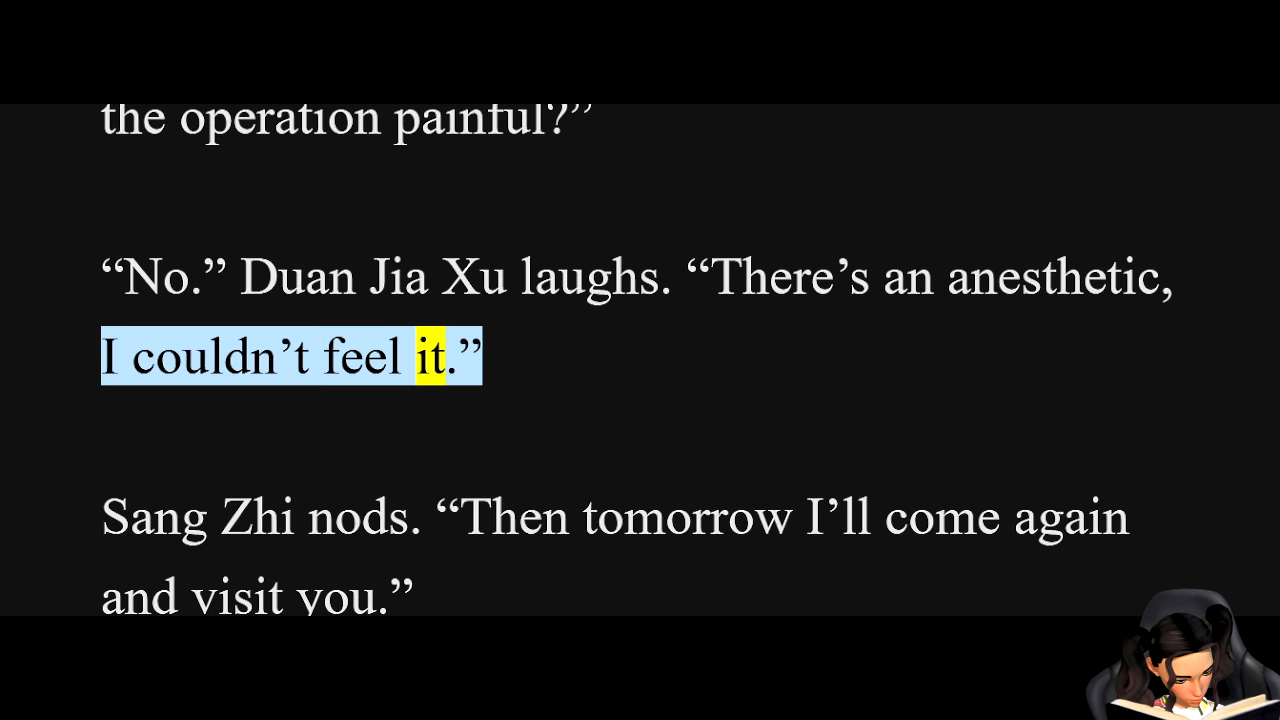 the operation painful?”
“No.” Duan Jia Xu laughs. “There’s an anesthetic,
I couldn’t feel it.”
Sang Zhi nods. “Then tomorrow I’ll come again
and visit you.”